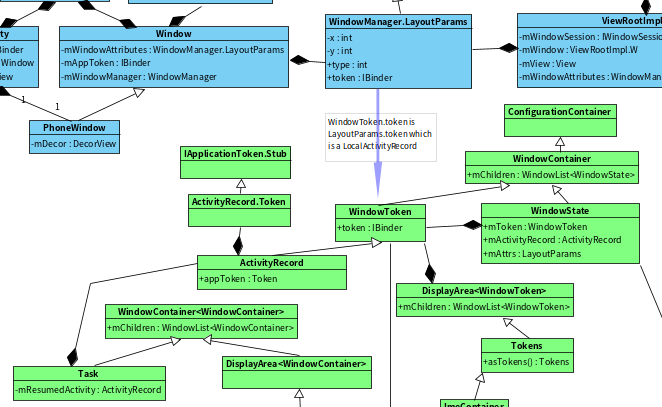 ty
Binder
Window
iew
Window
-mWindowAttributes : WindowManager.LayoutParams
-mAppToken : IBinder
-mWindowManager : WindowManager
WindowManager.LayoutParams
-x : int
-y : int
+type : int
+token : IBinder
ViewRootImpl
-mWindowSession : IWindowSessio
-mWindow : ViewRootImpl.W
-mView : View
-mWindowAttributes : WindowMan
1
1
PhoneWindow
-mDecor : DecorView
WindowToken.token is
LayoutParams.token which
is a LocalActivityRecord
ConfigurationContainer
IApplicationToken.Stub
WindowContainer
+mChildren : WindowList<WindowState>
ActivityRecord.Token
WindowToken
+token : IBinder
WindowState
+mToken : WindowToken
+mActivityRecord : ActivityRecord
+mAttrs : LayoutParams
ActivityRecord
+appToken : Token
DisplayArea<WindowToken>
+mChildren : WindowList<WindowToken>
WindowContainer<WindowContainer>
+mChildren : WindowList<WindowContainer>
Tokens
+asTokens() : Tokens
DisplayArea<WindowContainer>
Task
-mResumedActivity : ActivityRecord
ImeContainer